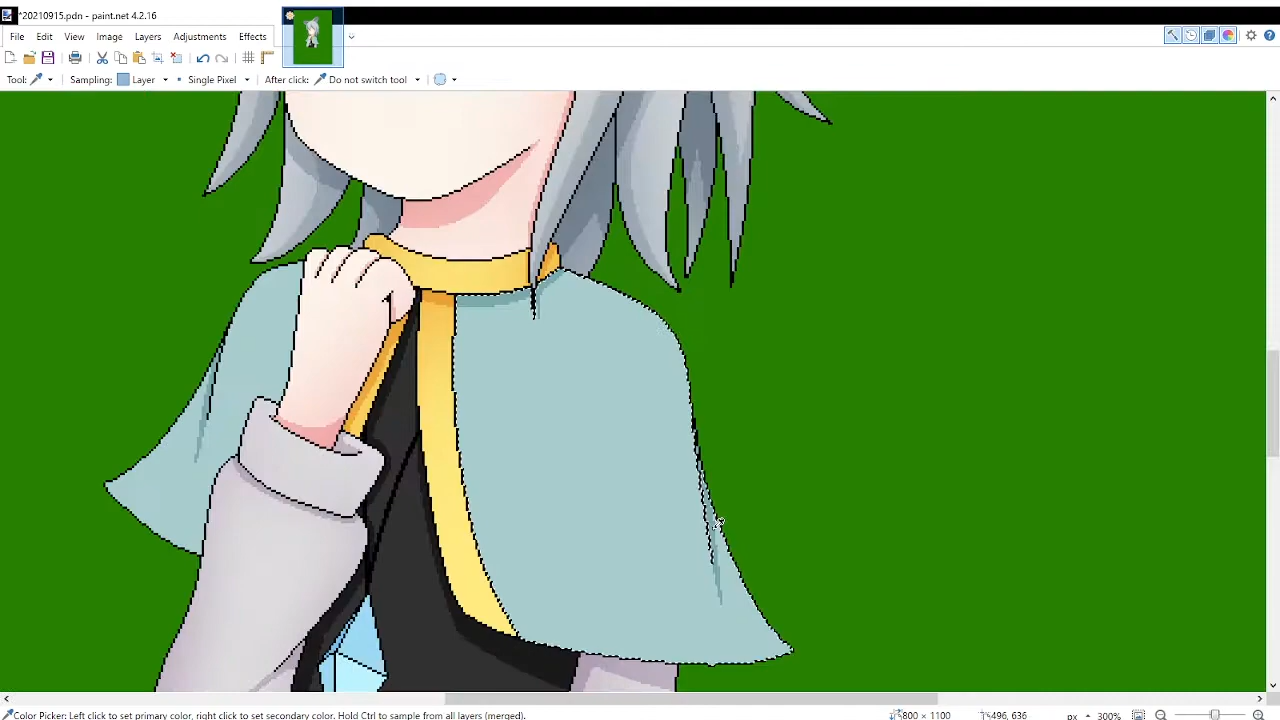 *20210915.pdn - paint.net 4.2.16
File Edit View Image Layers Adjustments Effects
Tool: Sampling: Layer Single Pixel After click: Do not switch tool
Color Picker: Left click to set primary color, right click to set secondary color. Hold Ctrl to sample from all layers (merged). 800 × 1100 496, 636 px 300%